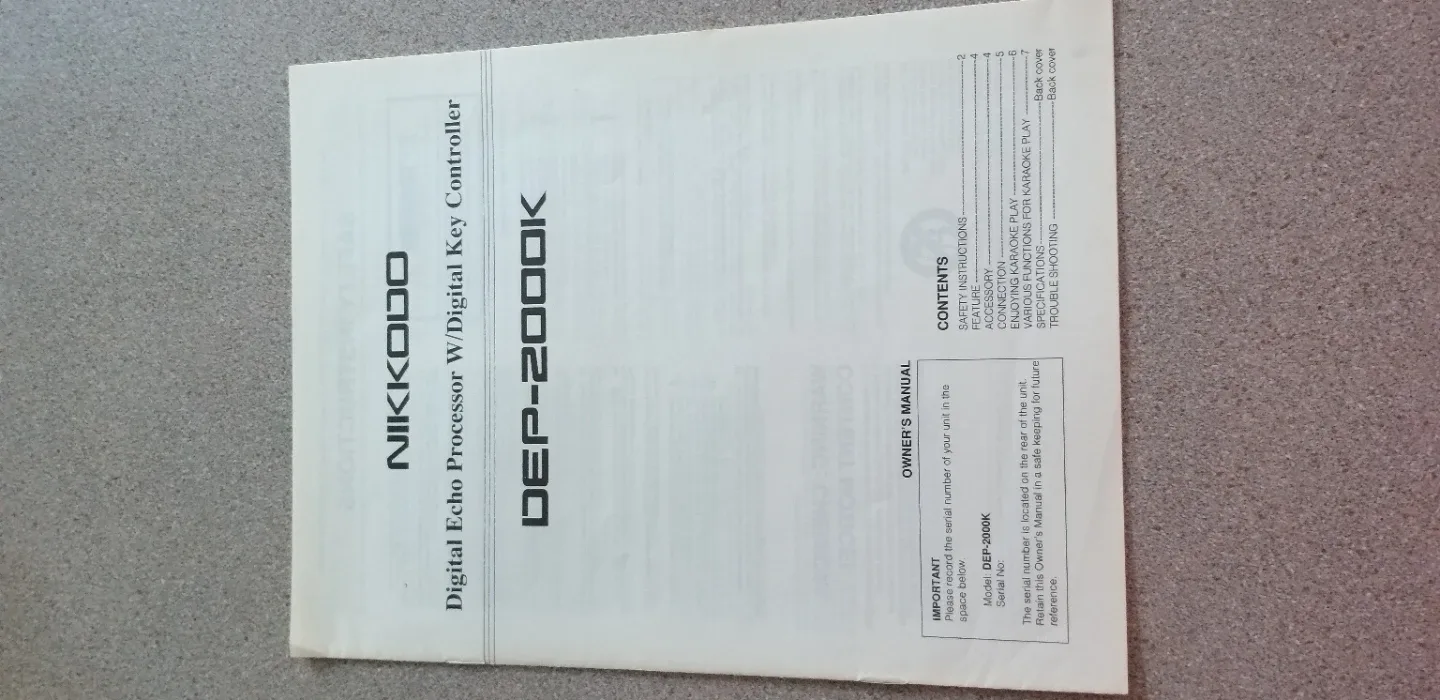 NIKKODO
Digital Echo Processor W/Digital Key Controller
DEP-2000K
OWNER'S MANUAL
IMPORTANT
Please record the serial number of your unit in the
space below.
Model: DEP-2000K
Serial No:
The serial number is located on the rear of the unit.
Retain this Owner's Manual in a safe keeping for future
reference.
CONTENTS
SAFETY INSTRUCTIONS 2
FEATURE 4
ACCESSORY 4
CONNECTION 5
ENJOYING KARAOKE PLAY 6
VARIOUS FUNCTIONS FOR KARAOKE PLAY 7
SPECIFICATIONS Back cover
TROUBLE SHOOTING Back cover